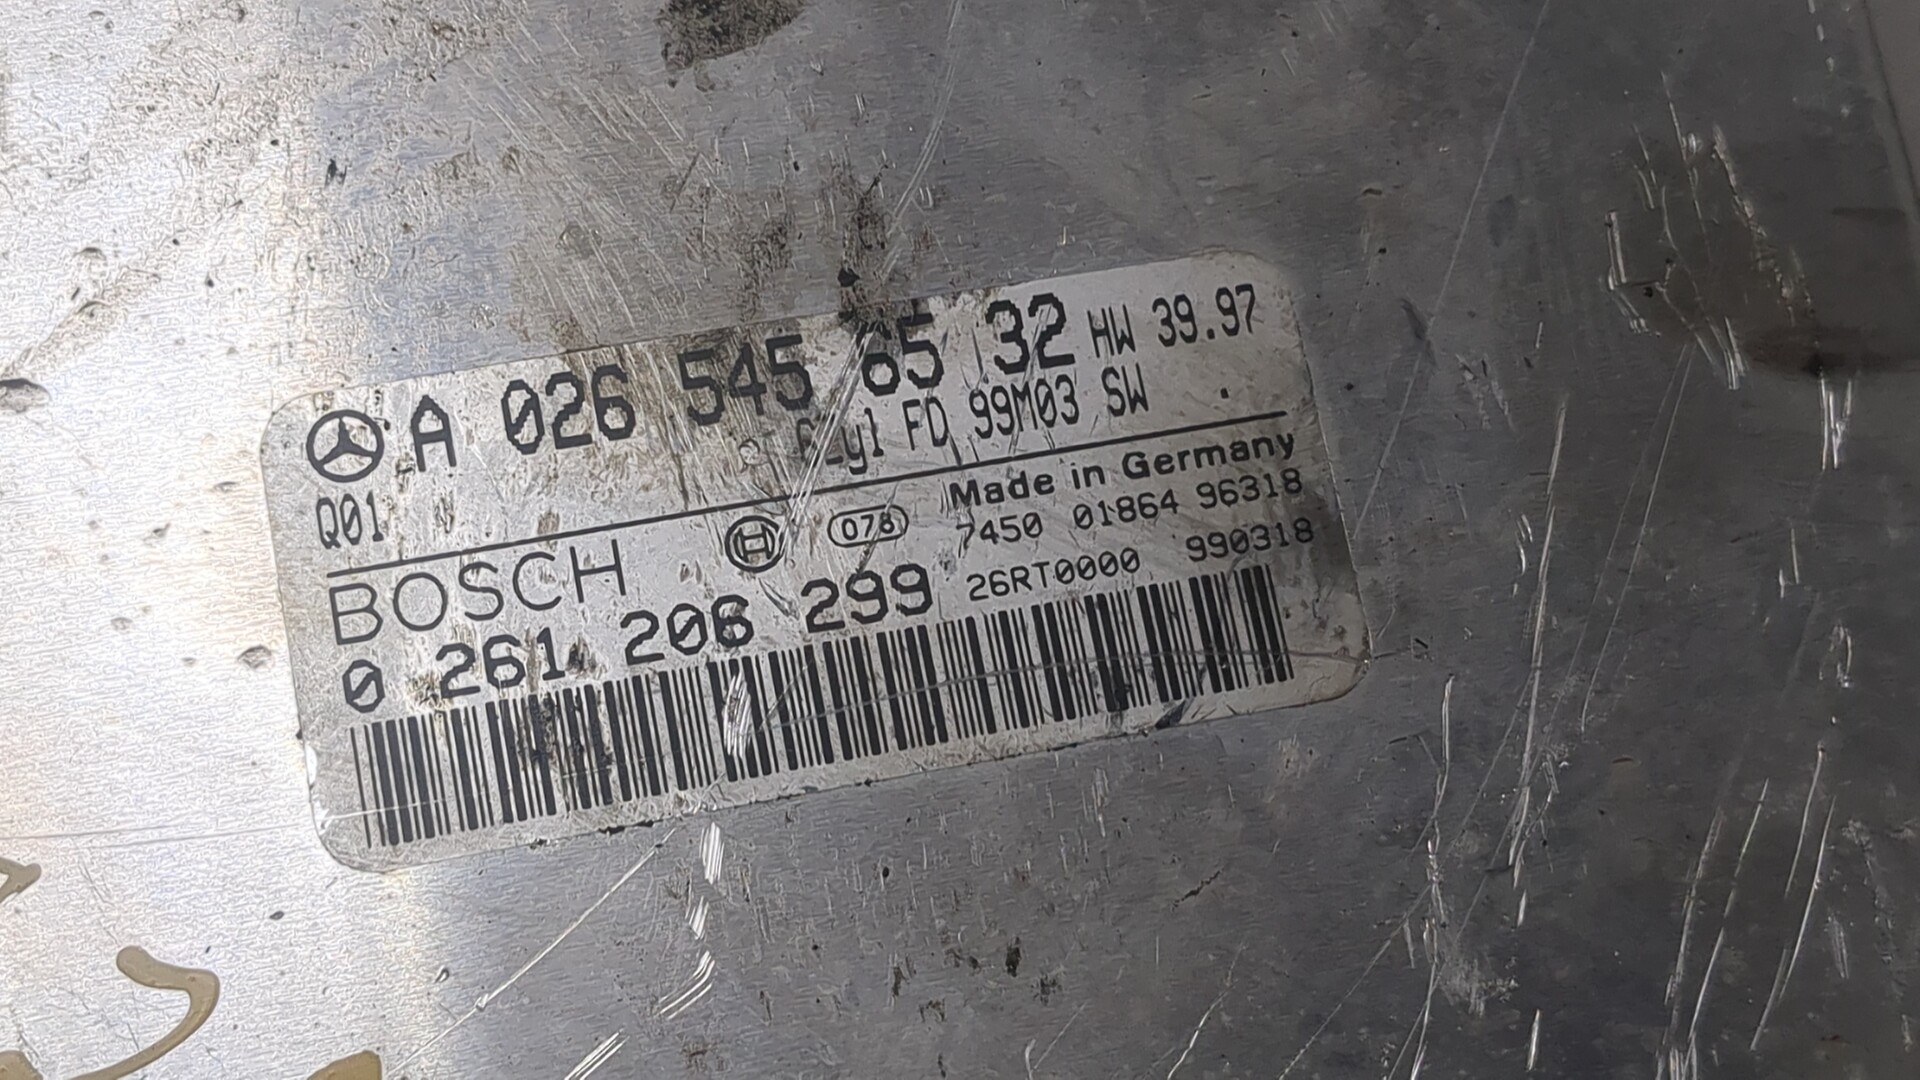 A 026 545 65 32 HW 39.97
FD 99M03 SW .
Q01
Made in Germany
BOSCH 078 7450 01864 96318
0 261 206 299 26RT0000 990318